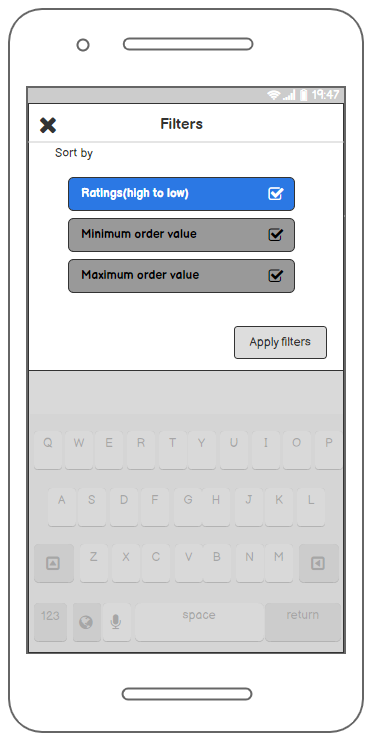 19:47
Filters
Sort by
Ratings(high to low)
Minimum order value
Maximum order value
Apply filters
Q W E R T Y U I O P
A S D F G H J K L
Z X C V B N M
123 space return